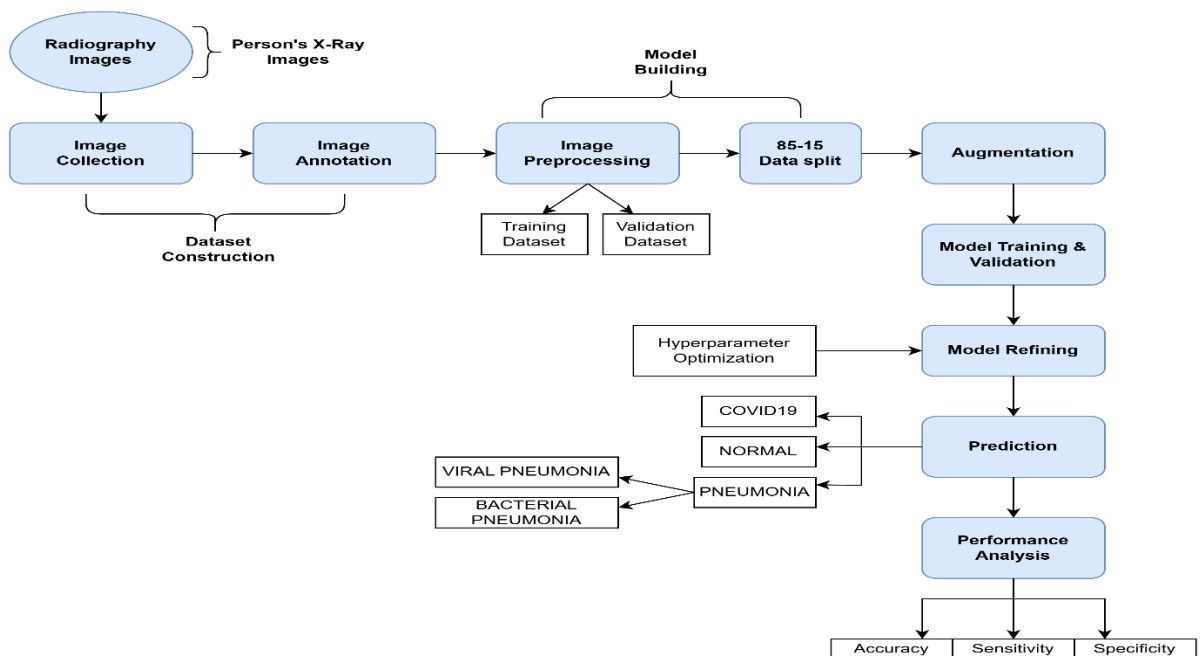 Radiography
Images
Person's X-Ray
Images
Model
Building
Image
Collection
Image
Annotation
Image
Preprocessing
85-15
Data split
Augmentation
Dataset
Construction
Training
Dataset
Validation
Dataset
Model Training &
Validation
Hyperparameter
Optimization
Model Refining
COVID19
NORMAL
PNEUMONIA
Prediction
VIRAL PNEUMONIA
BACTERIAL
PNEUMONIA
Performance
Analysis
Accuracy
Sensitivity
Specificity